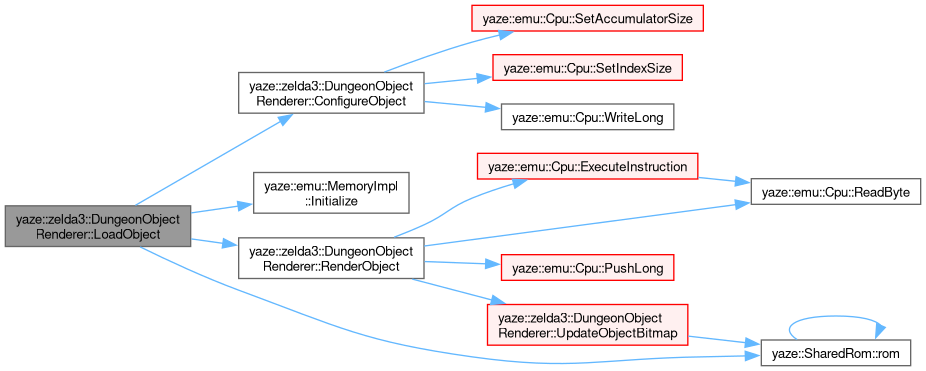 yaze::emu::Cpu::SetAccumulatorSize
yaze::emu::Cpu::SetIndexSize
yaze::zelda3::DungeonObject
Renderer::ConfigureObject
yaze::emu::Cpu::WriteLong
yaze::emu::Cpu::ExecuteInstruction
yaze::emu::MemoryImpl
::Initialize
yaze::emu::Cpu::ReadByte
yaze::zelda3::DungeonObject
Renderer::LoadObject
yaze::zelda3::DungeonObject
Renderer::RenderObject
yaze::emu::Cpu::PushLong
yaze::zelda3::DungeonObject
Renderer::UpdateObjectBitmap
yaze::SharedRom::rom